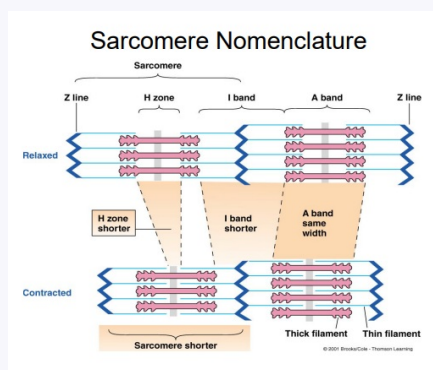 Sarcomere Nomenclature
Sarcomere
Z line
H zone
I band
A band
Z line
Relaxed
H zone
shorter
I band
shorter
A band
same
width
Contracted
Thick filament
Thin filament
Sarcomere shorter
© 2001 Brooks/Cole - Thomson Learning